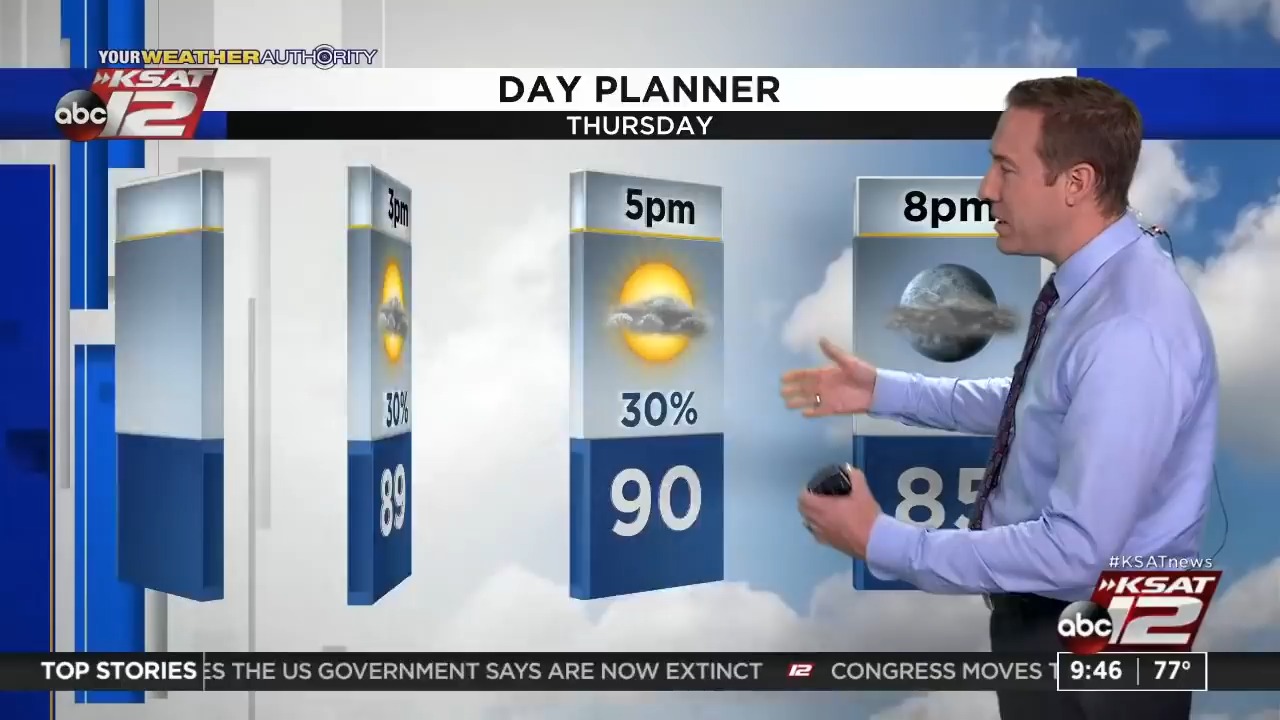 YOUR WEATHER AUTHORITY
KSAT
abc 12
DAY PLANNER
THURSDAY
3pm
5pm
8pm
30%
30%
89
90
85
#KSATnews
KSAT
abc 12
TOP STORIES
THE US GOVERNMENT SAYS ARE NOW EXTINCT 12 CONGRESS MOVES
9:46 77°